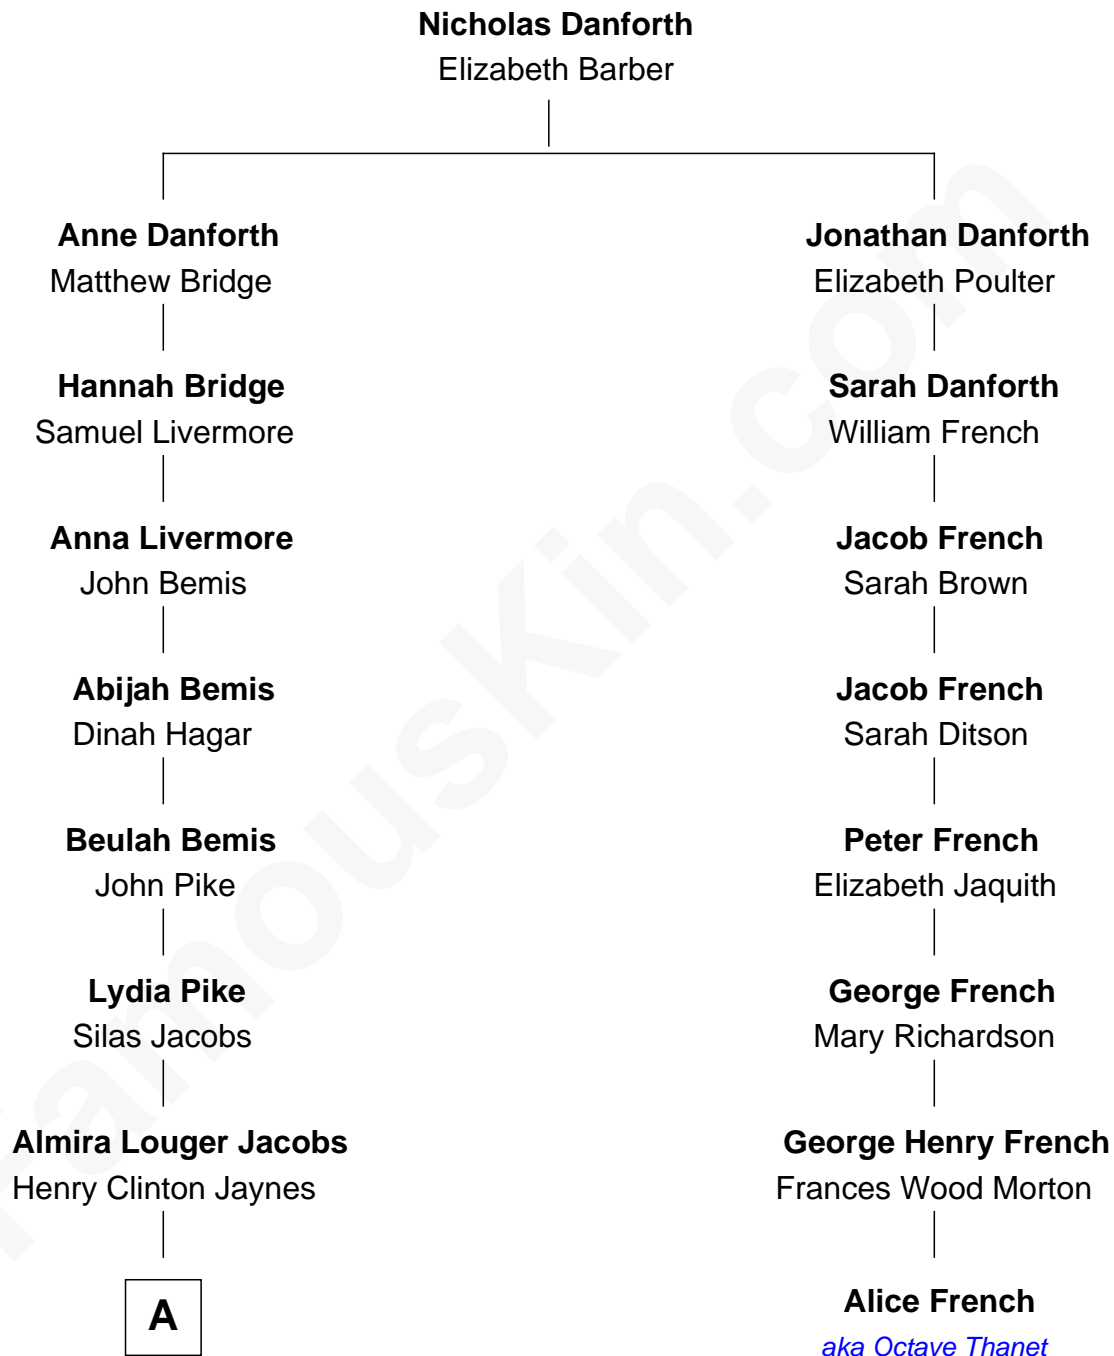 Nicholas Danforth
Elizabeth Barber
Anne Danforth
Matthew Bridge
Jonathan Danforth
Elizabeth Poulter
Hannah Bridge
Samuel Livermore
Sarah Danforth
William French
Anna Livermore
John Bemis
Jacob French
Sarah Brown
Abijah Bemis
Dinah Hagar
Jacob French
Sarah Ditson
Beulah Bemis
John Pike
Peter French
Elizabeth Jaquith
Lydia Pike
Silas Jacobs
George French
Mary Richardson
Almira Louger Jacobs
Henry Clinton Jaynes
George Henry French
Frances Wood Morton
A
Alice French
aka Octave Thanet
FamousKin.com